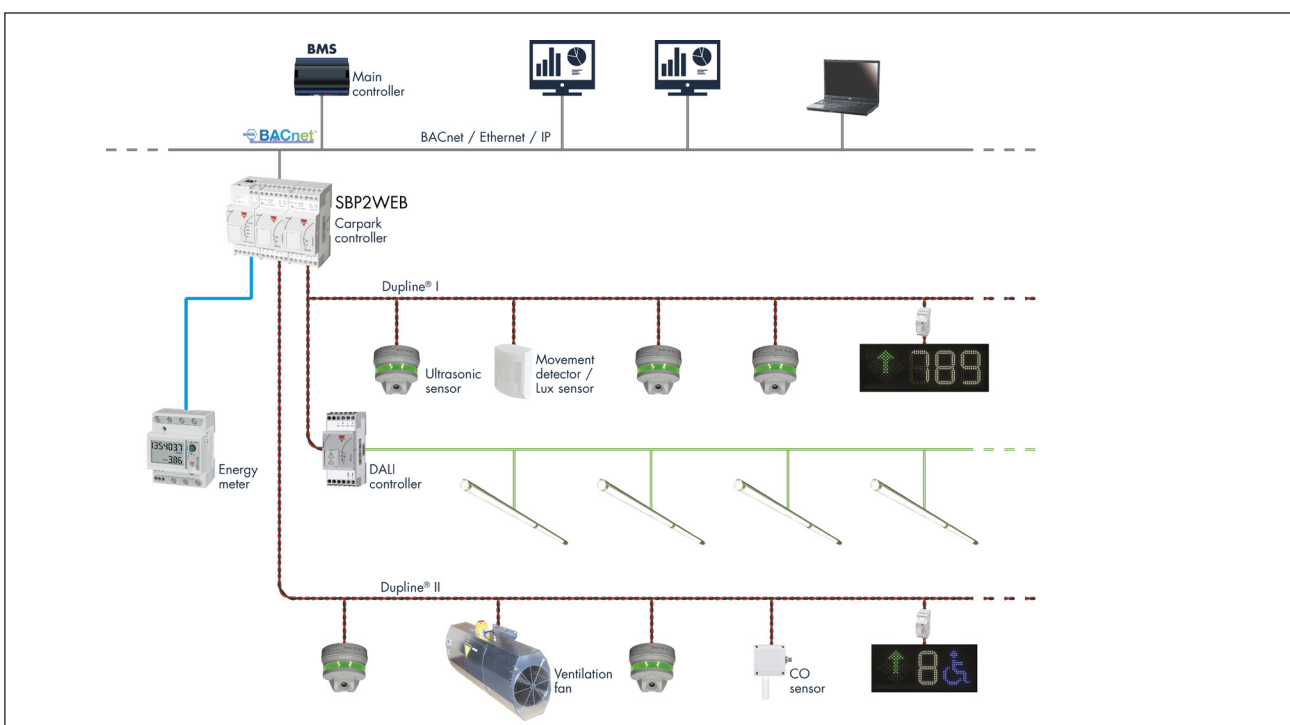 BMS
Main
controller
BACnet
BACnet / Ethernet / IP
SBP2WEB
Carpark
controller
Dupline® I
Ultrasonic
sensor
Movement
detector /
Lux sensor
789
1354037
386
Energy
meter
DALI
controller
Dupline® II
Ventilation
fan
CO
sensor
8